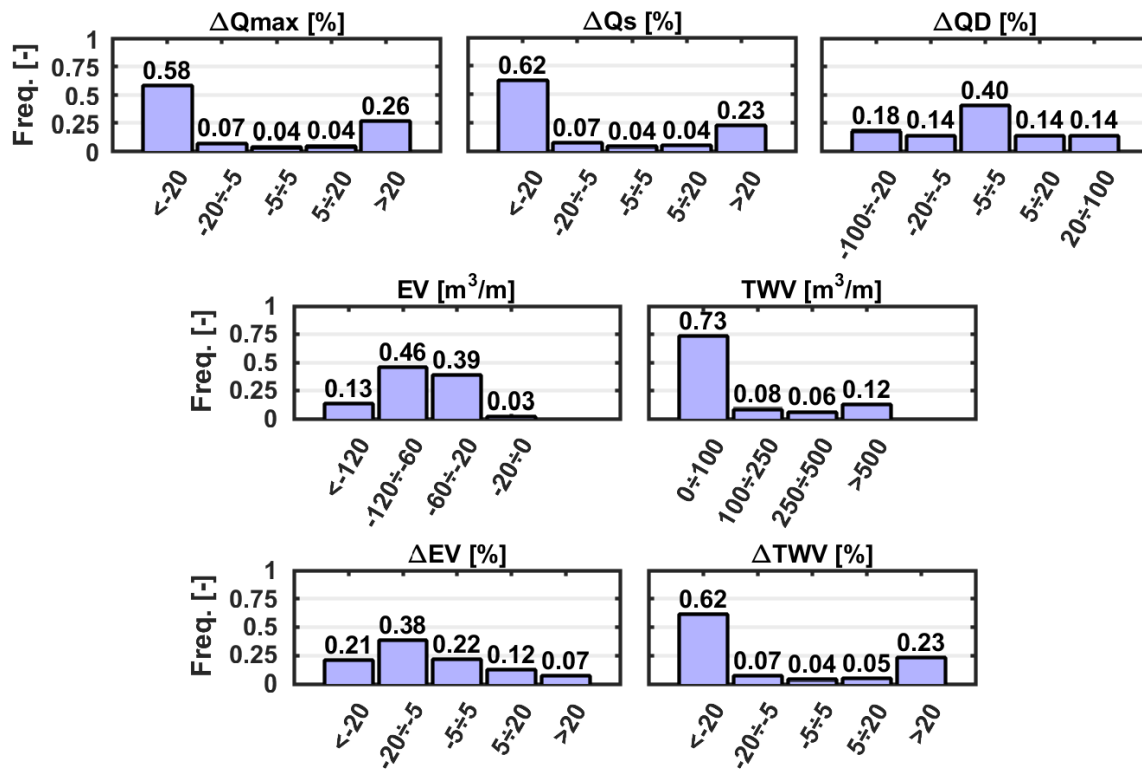 ΔQmax [%] ΔQs [%] ΔQD [%]
Freq. [-]
1
0.75
0.5
0.25
0
0.58 0.07 0.04 0.04 0.26
0.62 0.07 0.04 0.04 0.23
0.18 0.14 0.40 0.14 0.14
<-20 -20÷-5 -5÷5 5÷20 >20
<-20 -20÷-5 -5÷5 5÷20 >20
-100÷-20 -20÷-5 -5÷5 5÷20 20÷100
EV [m³/m] TWV [m³/m]
Freq. [-]
1
0.75
0.5
0.25
0
0.13 0.46 0.39 0.03
0.73 0.08 0.06 0.12
<-120 -120÷-60 -60÷-20 -20÷0
0÷100 100÷250 250÷500 >500
ΔEV [%] ΔTWV [%]
Freq. [-]
1
0.75
0.5
0.25
0
0.21 0.38 0.22 0.12 0.07
0.62 0.07 0.04 0.05 0.23
<-20 -20÷-5 -5÷5 5÷20 >20
<-20 -20÷-5 -5÷5 5÷20 >20